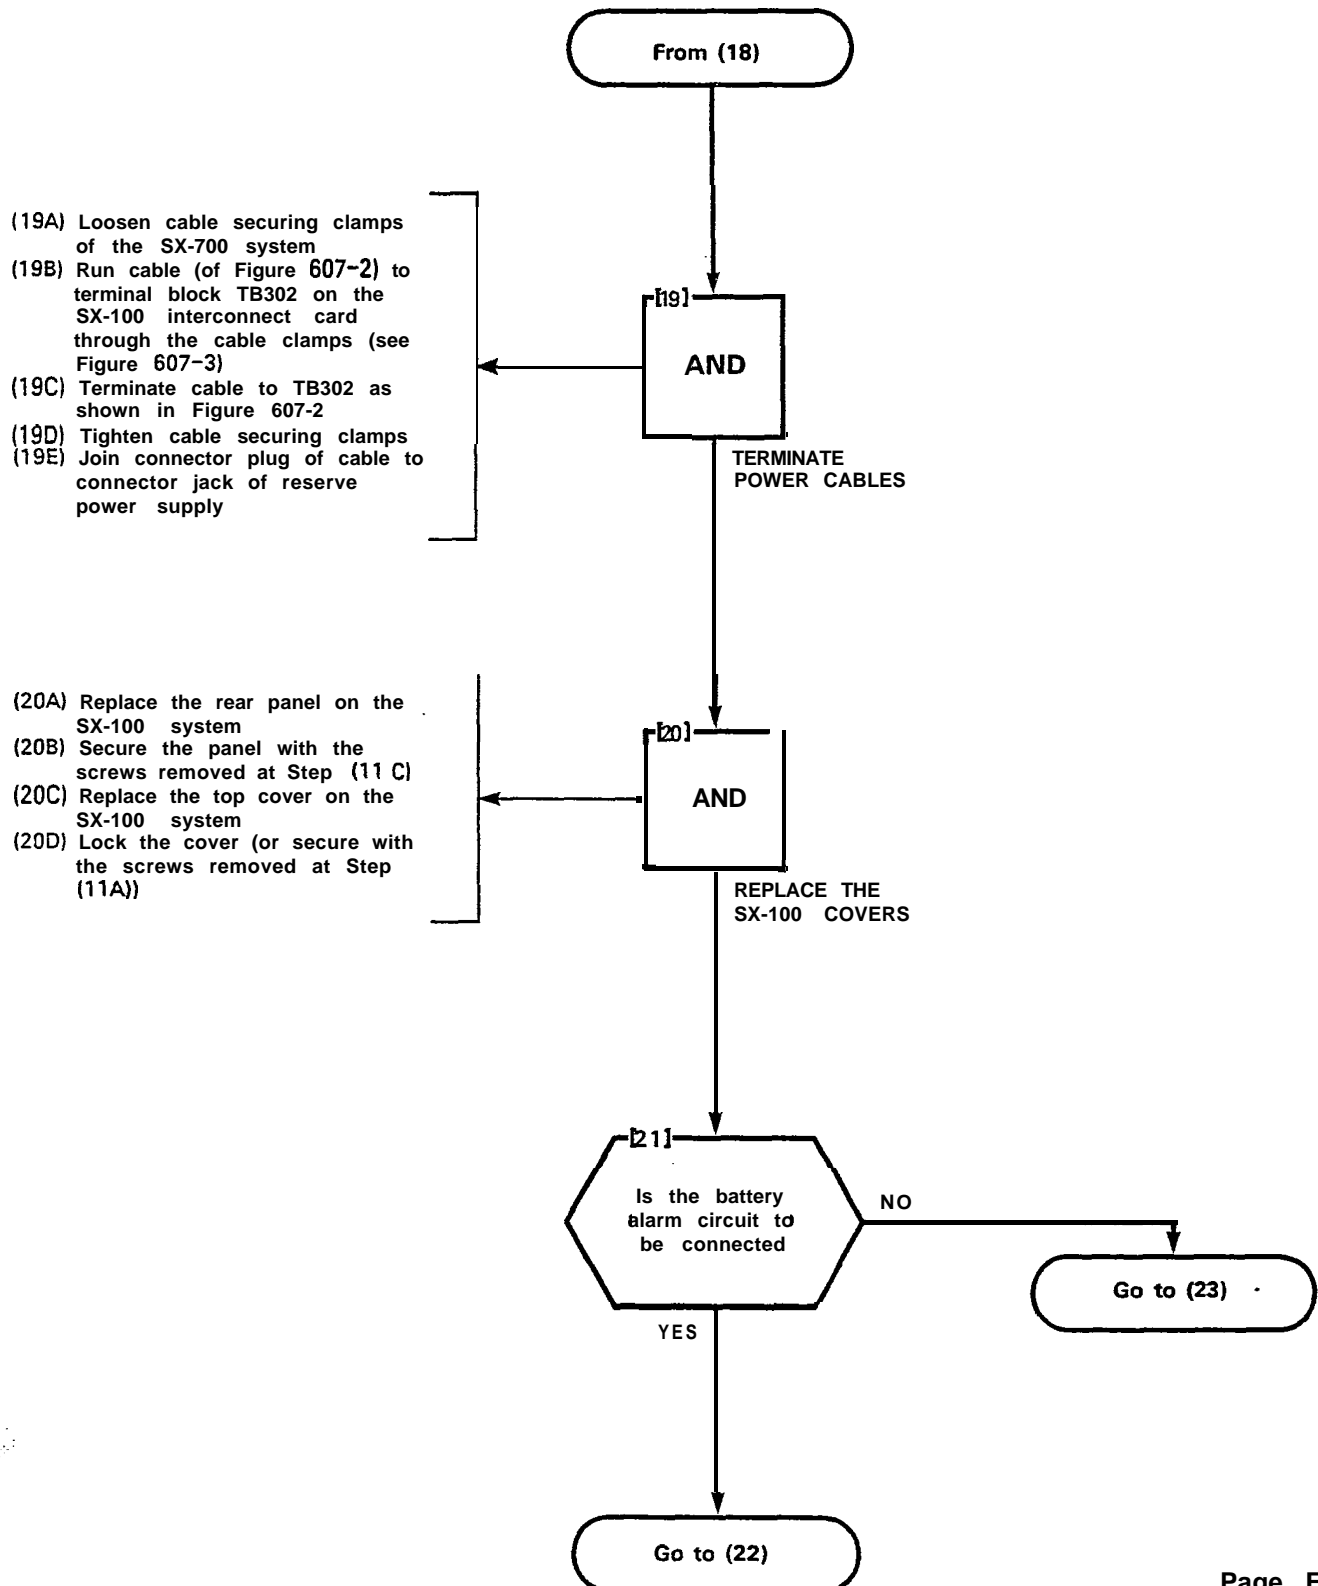 From (18)
(19A) Loosen cable securing clamps
of the SX-700 system
(19B) Run cable (of Figure 607-2) to
terminal block TB302 on the
SX-100 interconnect card
through the cable clamps (see
Figure 607-3)
(19C) Terminate cable to TB302 as
shown in Figure 607-2
(19D) Tighten cable securing clamps
(19E) Join connector plug of cable to
connector jack of reserve
power supply
[19]
AND
TERMINATE
POWER CABLES
(20A) Replace the rear panel on the
SX-100 system
(20B) Secure the panel with the
screws removed at Step (11 C)
(20C) Replace the top cover on the
SX-100 system
(20D) Lock the cover (or secure with
the screws removed at Step
(11A))
[20]
AND
REPLACE THE
SX-100 COVERS
[21]
Is the battery
alarm circuit to
be connected
NO
Go to (23)
YES
Go to (22)
Page